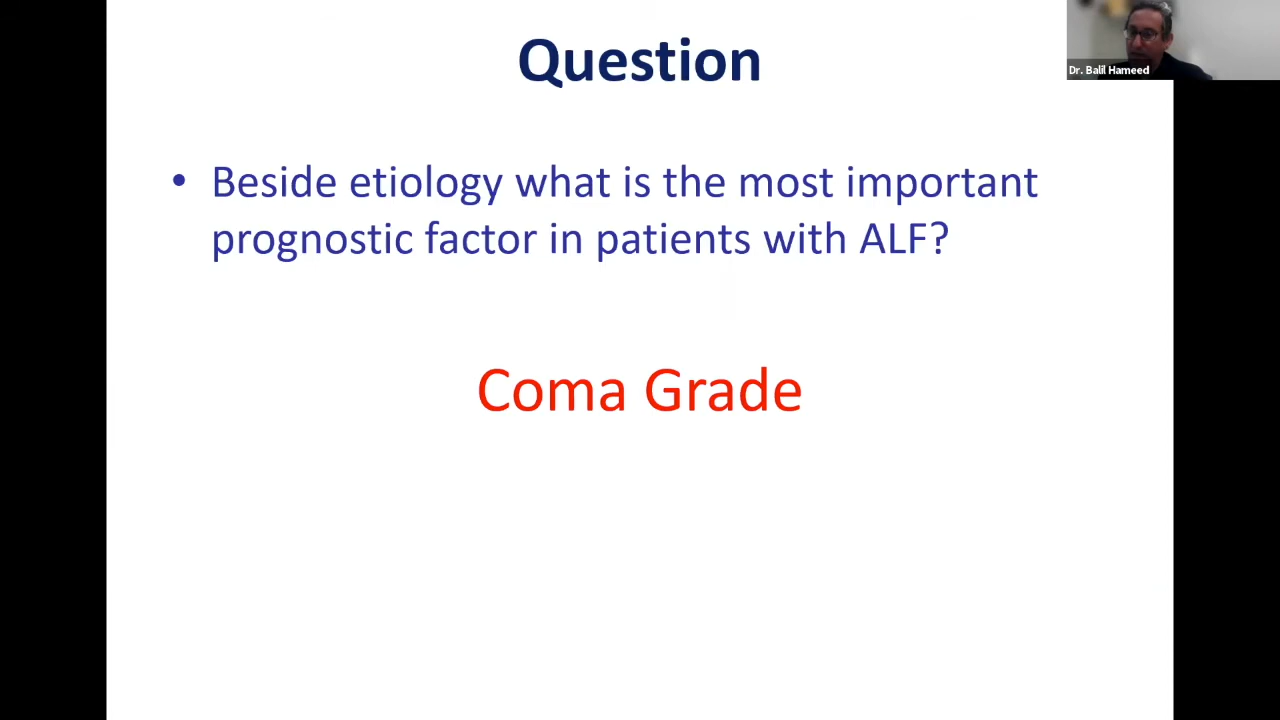 Question
Dr. Balil Hameed
• Beside etiology what is the most important
prognostic factor in patients with ALF?
Coma Grade